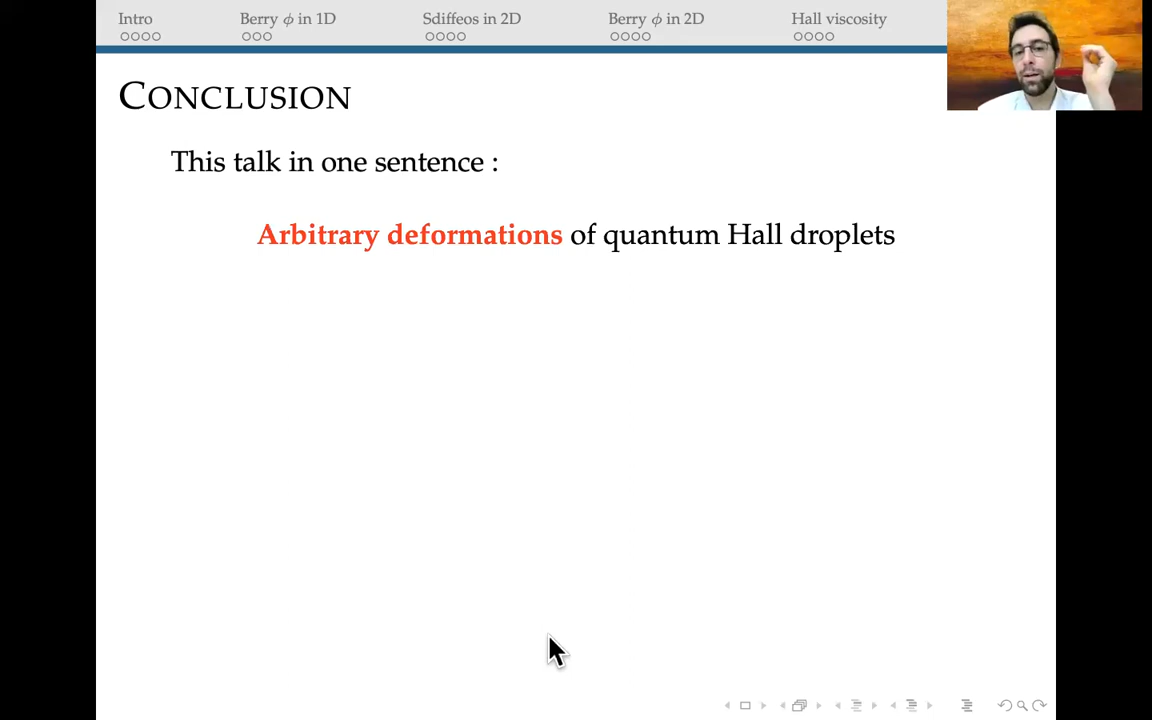 Intro Berry ϕ in 1D Sdiffeos in 2D Berry ϕ in 2D Hall viscosity
CONCLUSION
This talk in one sentence :
Arbitrary deformations of quantum Hall droplets